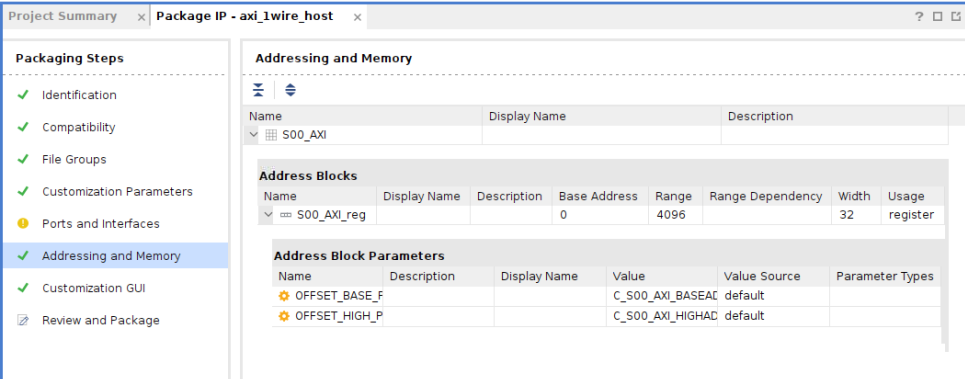 Project Summary × Package IP - axi_1wire_host × ?
Packaging Steps
Identification
Compatibility
File Groups
Customization Parameters
Ports and Interfaces
Addressing and Memory
Customization GUI
Review and Package
Addressing and Memory
Name Display Name Description
S00_AXI
Address Blocks
Name Display Name Description Base Address Range Range Dependency Width Usage
S00_AXI_reg 0 4096 32 register
Address Block Parameters
Name Description Display Name Value Value Source Parameter Types
OFFSET_BASE_P C_S00_AXI_BASEAD default
OFFSET_HIGH_P C_S00_AXI_HIGHAD default